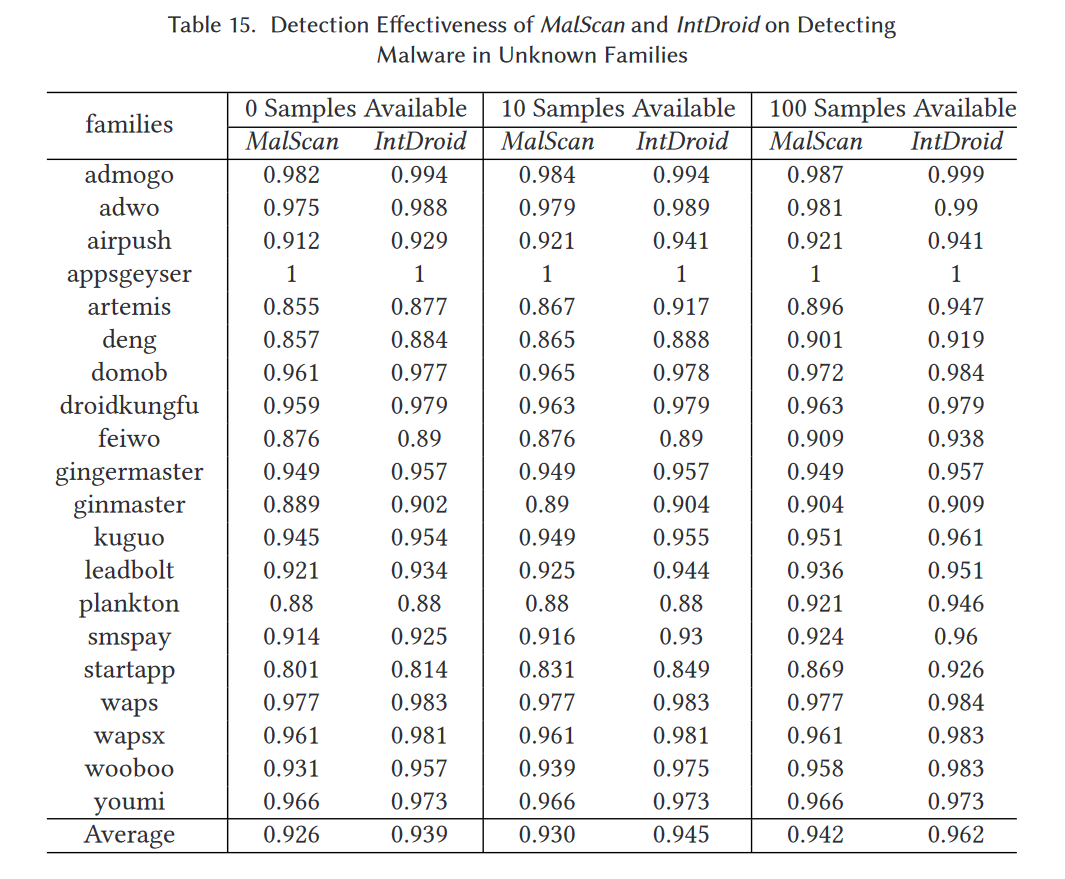 Table 15. Detection Effectiveness of MalScan and IntDroid on Detecting
Malware in Unknown Families
families 0 Samples Available 10 Samples Available 100 Samples Available
MalScan IntDroid MalScan IntDroid MalScan IntDroid
admogo 0.982 0.994 0.984 0.994 0.987 0.999
adwo 0.975 0.988 0.979 0.989 0.981 0.99
airpush 0.912 0.929 0.921 0.941 0.921 0.941
appsgeyser 1 1 1 1 1 1
artemis 0.855 0.877 0.867 0.917 0.896 0.947
deng 0.857 0.884 0.865 0.888 0.901 0.919
domob 0.961 0.977 0.965 0.978 0.972 0.984
droidkungfu 0.959 0.979 0.963 0.979 0.963 0.979
feiwo 0.876 0.89 0.876 0.89 0.909 0.938
gingermaster 0.949 0.957 0.949 0.957 0.949 0.957
ginmaster 0.889 0.902 0.89 0.904 0.904 0.909
kuguo 0.945 0.954 0.949 0.955 0.951 0.961
leadbolt 0.921 0.934 0.925 0.944 0.936 0.951
plankton 0.88 0.88 0.88 0.88 0.921 0.946
smspay 0.914 0.925 0.916 0.93 0.924 0.96
startapp 0.801 0.814 0.831 0.849 0.869 0.926
waps 0.977 0.983 0.977 0.983 0.977 0.984
wapsx 0.961 0.981 0.961 0.981 0.961 0.983
wooboo 0.931 0.957 0.939 0.975 0.958 0.983
youmi 0.966 0.973 0.966 0.973 0.966 0.973
Average 0.926 0.939 0.930 0.945 0.942 0.962